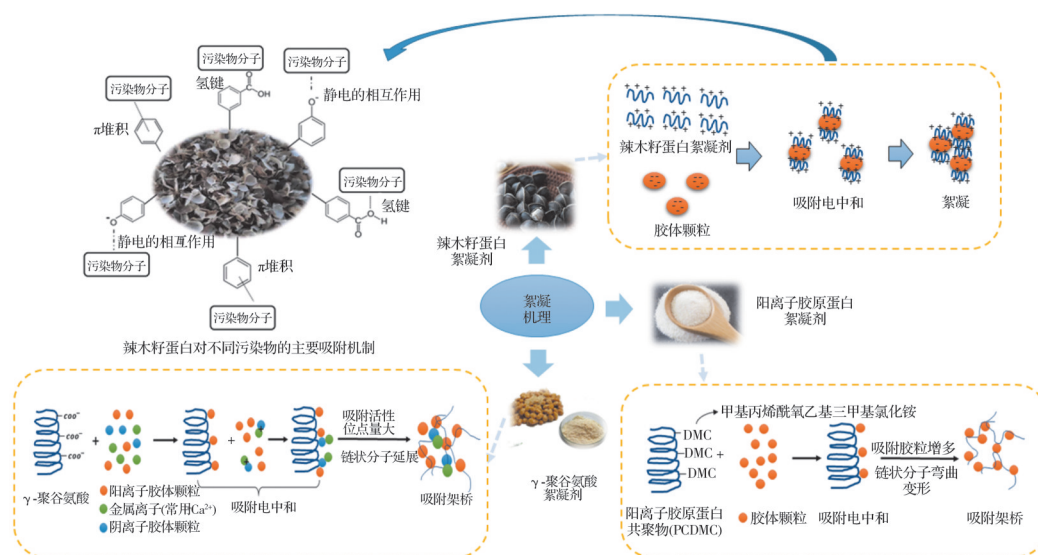 污染物分子
氢键
O
OH
污染物分子
O⁻
静电的相互作用
污染物分子
π堆积
污染物分子
氢键
O
O
H
O⁻
静电的相互作用
污染物分子
π堆积
污染物分子
辣木籽蛋白对不同污染物的主要吸附机制
辣木籽蛋白
絮凝剂
辣木籽蛋白絮凝剂
胶体颗粒
吸附电中和
絮凝
絮凝
机理
阳离子胶原蛋白
絮凝剂
γ-聚谷氨酸
絮凝剂
coo⁻
coo⁻
coo⁻
+
+
γ-聚谷氨酸
阳离子胶体颗粒
金属离子(常用Ca²⁺)
阴离子胶体颗粒
吸附电中和
吸附活性
位点量大
链状分子延展
吸附架桥
甲基丙烯酰氧乙基三甲基氯化铵
DMC
DMC +
DMC
阳离子胶原蛋白
共聚物(PCDMC)
胶体颗粒
吸附电中和
吸附胶粒增多
链状分子弯曲
变形
吸附架桥